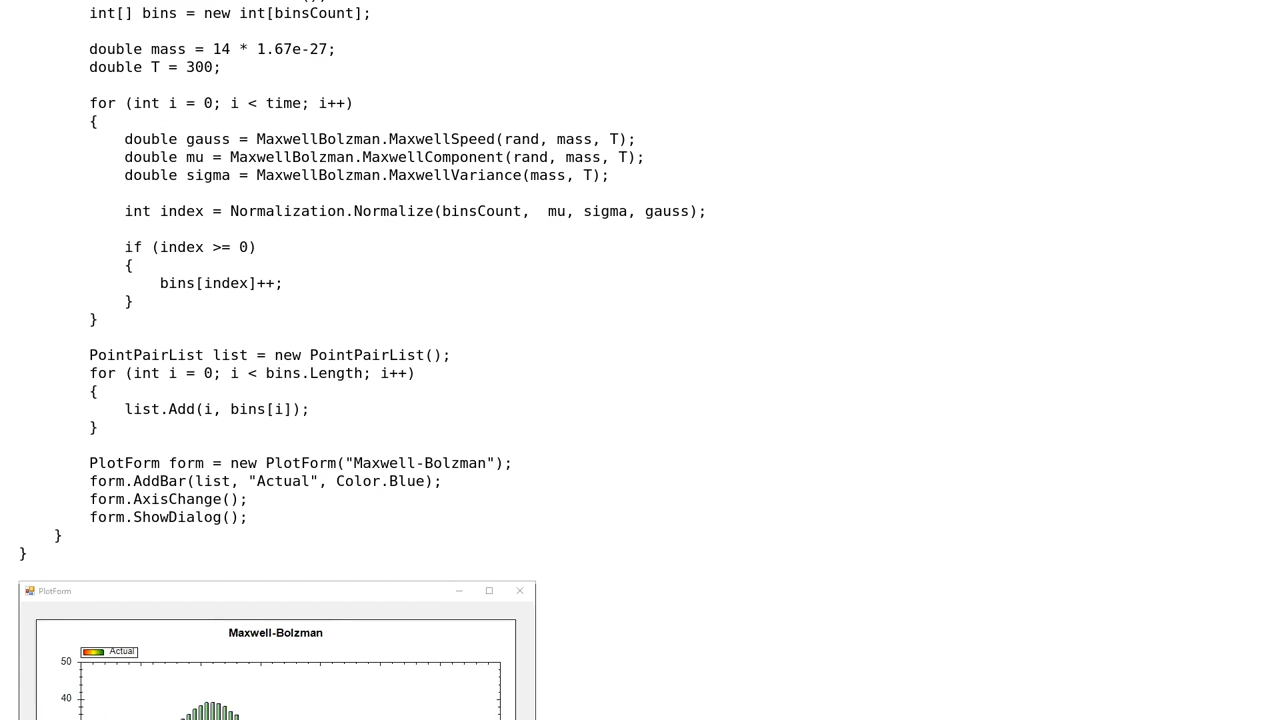 int[] bins = new int[binsCount];
double mass = 14 * 1.67e-27;
double T = 300;
for (int i = 0; i < time; i++)
{
double gauss = MaxwellBolzman.MaxwellSpeed(rand, mass, T);
double mu = MaxwellBolzman.MaxwellComponent(rand, mass, T);
double sigma = MaxwellBolzman.MaxwellVariance(mass, T);
int index = Normalization.Normalize(binsCount,  mu, sigma, gauss);
if (index >= 0)
{
bins[index]++;
}
}
PointPairList list = new PointPairList();
for (int i = 0; i < bins.Length; i++)
{
list.Add(i, bins[i]);
}
PlotForm form = new PlotForm("Maxwell-Bolzman");
form.AddBar(list, "Actual", Color.Blue);
form.AxisChange();
form.ShowDialog();
}
}
PlotForm
Maxwell-Bolzman
Actual
50
40